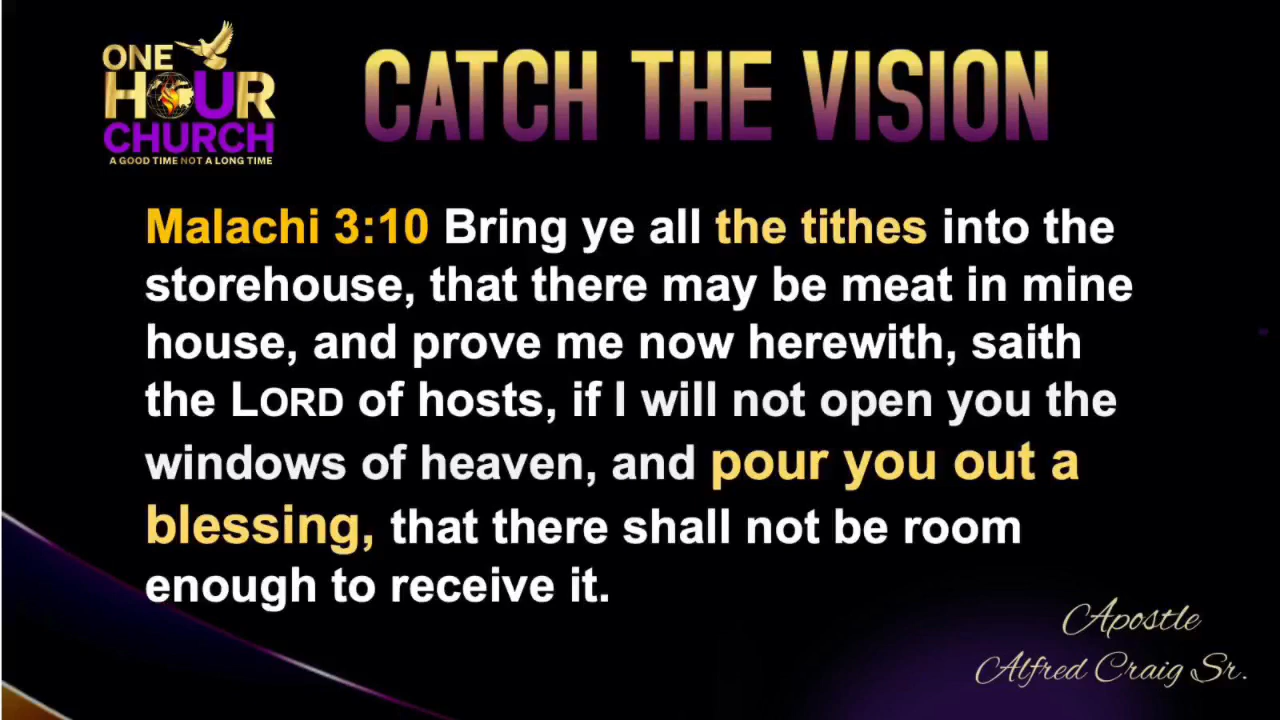 ONE
HOUR
CHURCH
A GOOD TIME NOT A LONG TIME
CATCH THE VISION
Malachi 3:10 Bring ye all the tithes into the
storehouse, that there may be meat in mine
house, and prove me now herewith, saith
the LORD of hosts, if I will not open you the
windows of heaven, and pour you out a
blessing, that there shall not be room
enough to receive it.
Apostle
Alfred Craig Sr.